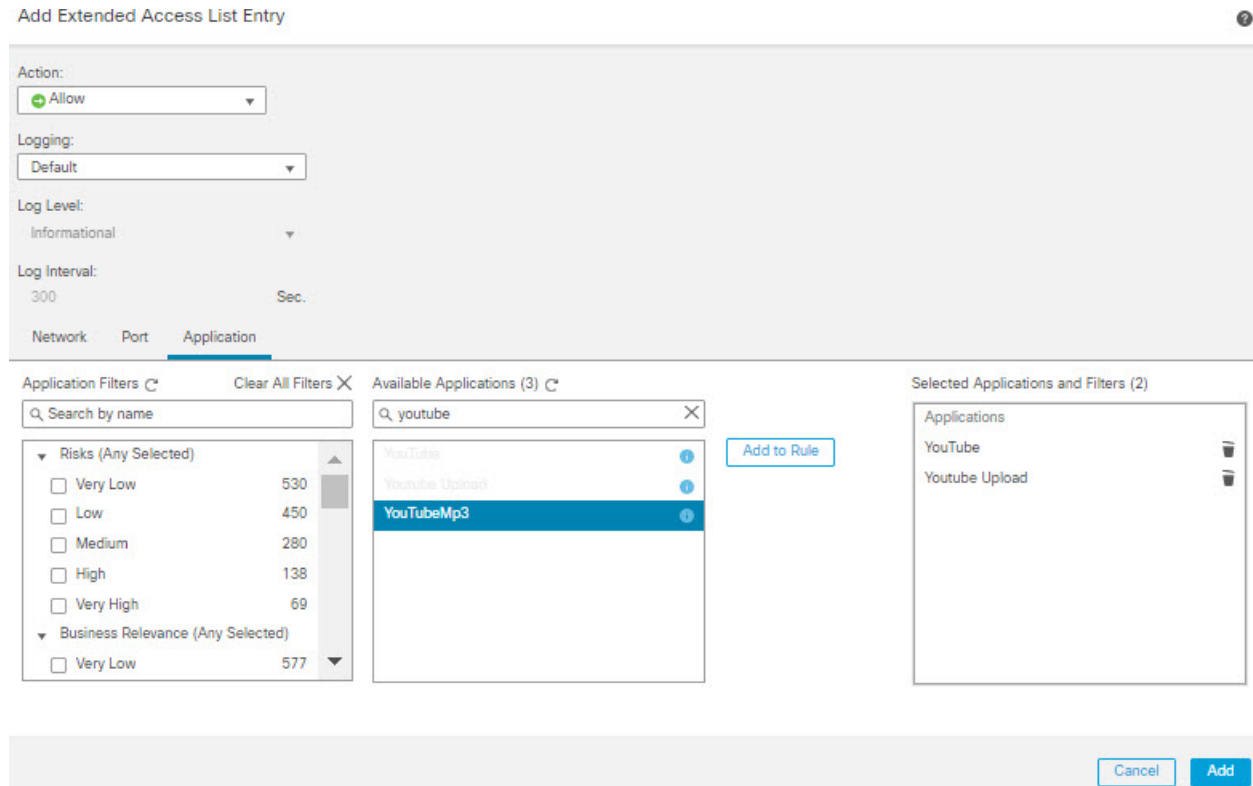 Add Extended Access List Entry
Action:
Allow
Logging:
Default
Log Level:
Informational
Log Interval:
300 Sec.
Network Port Application
Application Filters Clear All Filters
Search by name
Risks (Any Selected)
Very Low 530
Low 450
Medium 280
High 138
Very High 69
Business Relevance (Any Selected)
Very Low 577
Available Applications (3)
youtube
YouTube
Youtube Upload
YouTubeMp3
Add to Rule
Selected Applications and Filters (2)
Applications
YouTube
Youtube Upload
Cancel Add